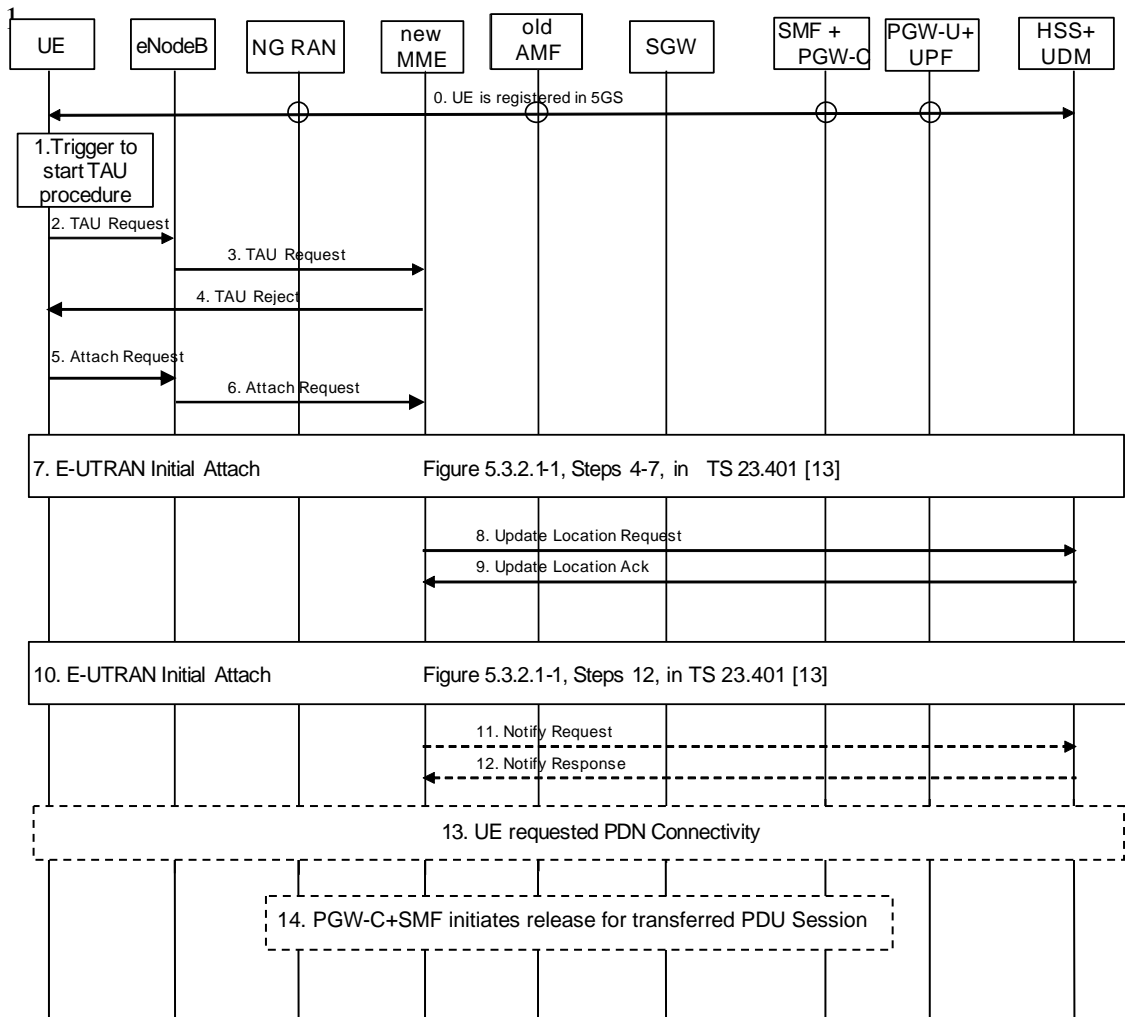 1
UE
eNodeB
NG RAN
new
MME
old
AMF
SGW
SMF +
PGW-C
PGW-U+
UPF
HSS+
UDM
0. UE is registered in 5GS
1.Trigger to
start TAU
procedure
2. TAU Request
3. TAU Request
4. TAU Reject
5. Attach Request
6. Attach Request
7. E-UTRAN Initial Attach Figure 5.3.2.1-1, Steps 4-7, in TS 23.401 [13]
8. Update Location Request
9. Update Location Ack
10. E-UTRAN Initial Attach Figure 5.3.2.1-1, Steps 12, in TS 23.401 [13]
11. Notify Request
12. Notify Response
13. UE requested PDN Connectivity
14. PGW-C+SMF initiates release for transferred PDU Session